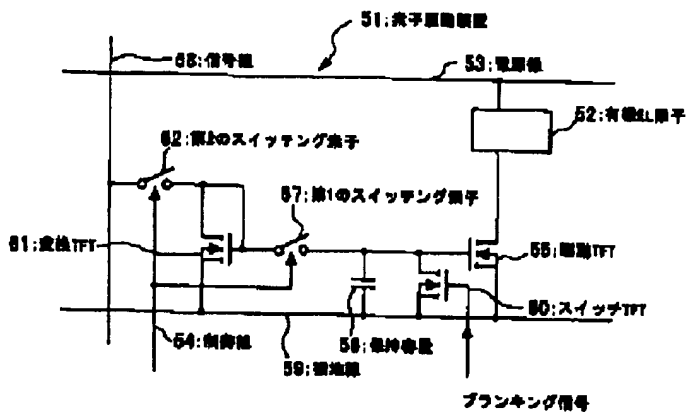 51:素子駆動装置
53:電源線
52:有機EL素子
62:第2のスイッチング素子
57:第1のスイッチング素子
61:変換TFT
55:駆動TFT
60:スイッチTFT
58:保持容量
54:制御線
59:接地線
ブランキング信号